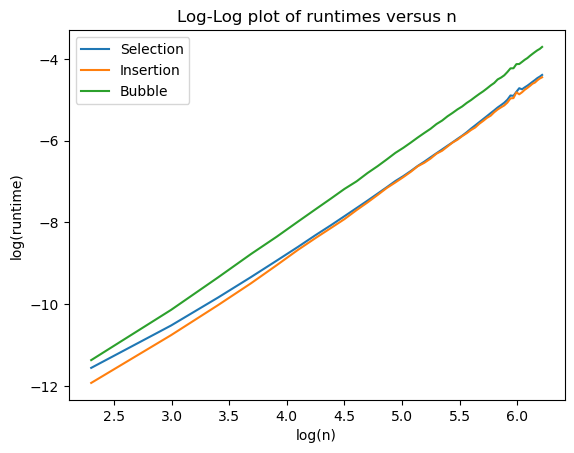 Log-Log plot of runtimes versus n
Selection
Insertion
Bubble
log(runtime)
−4
−6
−8
−10
−12
2.5 3.0 3.5 4.0 4.5 5.0 5.5 6.0
log(n)